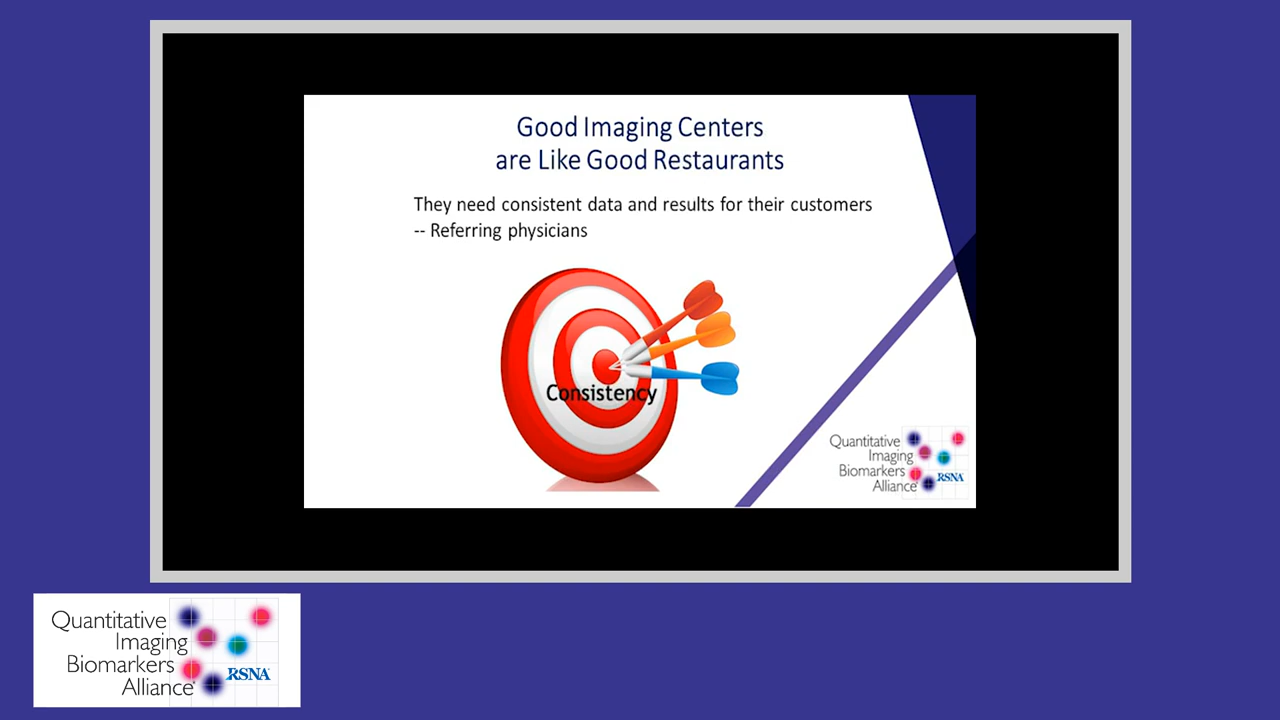 Good Imaging Centers
are Like Good Restaurants
They need consistent data and results for their customers
-- Referring physicians
Consistency
Quantitative
Imaging
Biomarkers
Alliance
RSNA
Quantitative
Imaging
Biomarkers
Alliance
RSNA